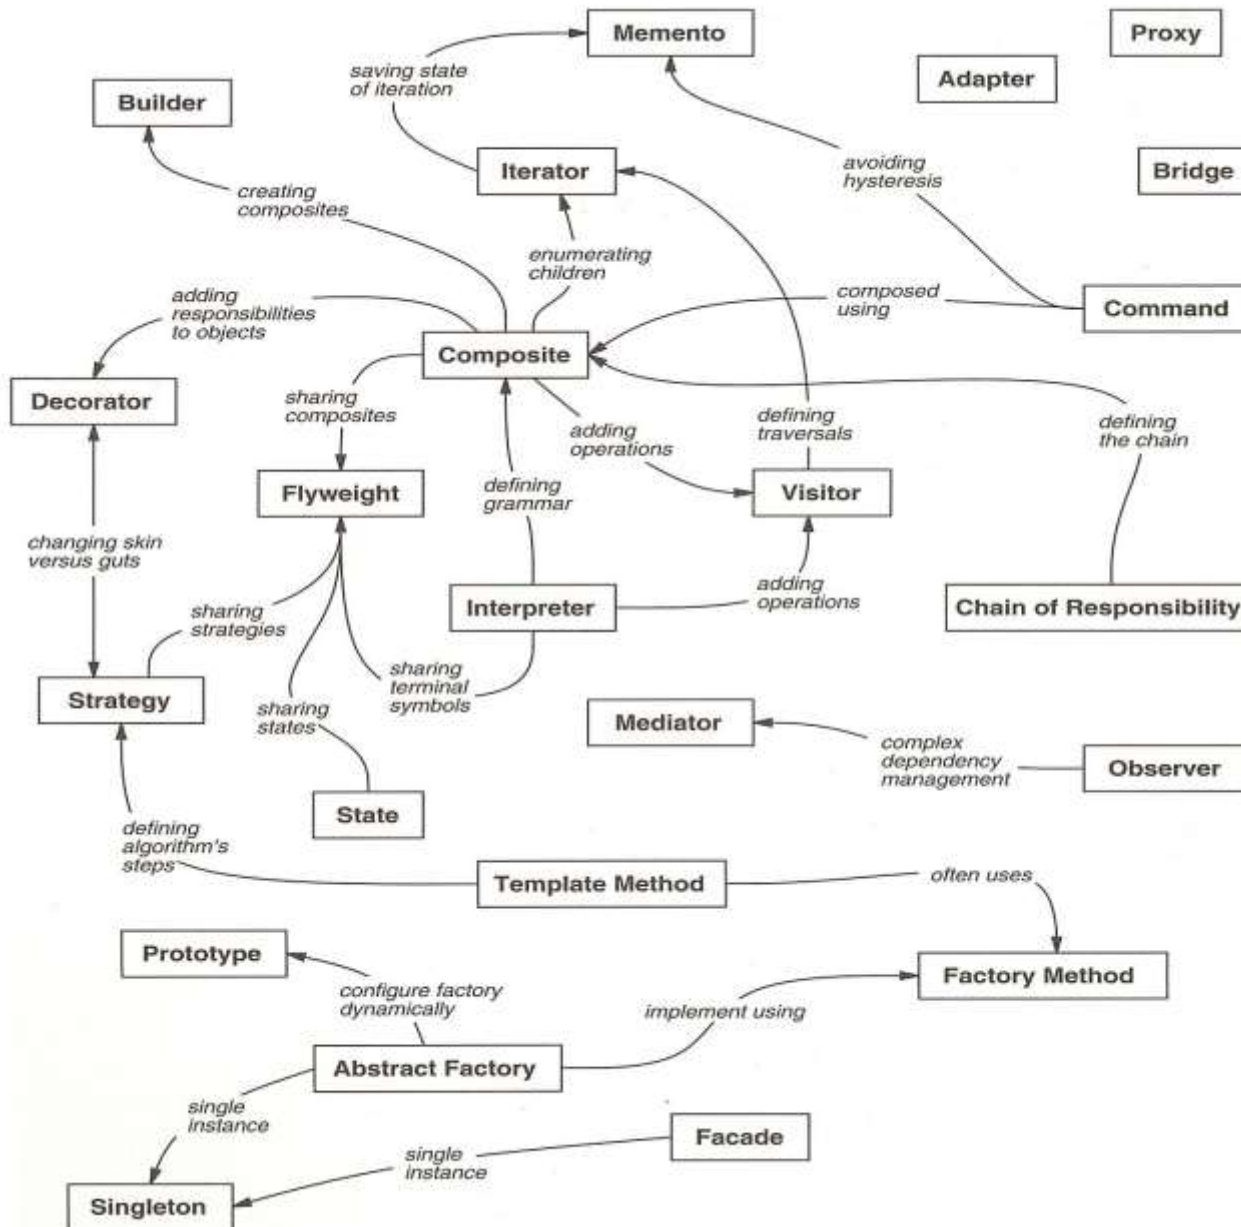 Memento
Proxy
Adapter
saving state
of iteration
Builder
Iterator
avoiding
hysteresis
Bridge
creating
composites
enumerating
children
adding
responsibilities
to objects
composed
using
Command
Composite
Decorator
sharing
composites
adding
operations
defining
traversals
defining
the chain
Flyweight
defining
grammar
Visitor
changing skin
versus guts
sharing
strategies
Interpreter
adding
operations
Chain of Responsibility
Strategy
sharing
states
sharing
terminal
symbols
Mediator
complex
dependency
management
Observer
State
defining
algorithm's
steps
Template Method
often uses
Prototype
Factory Method
configure factory
dynamically
implement using
Abstract Factory
single
instance
Facade
single
instance
Singleton